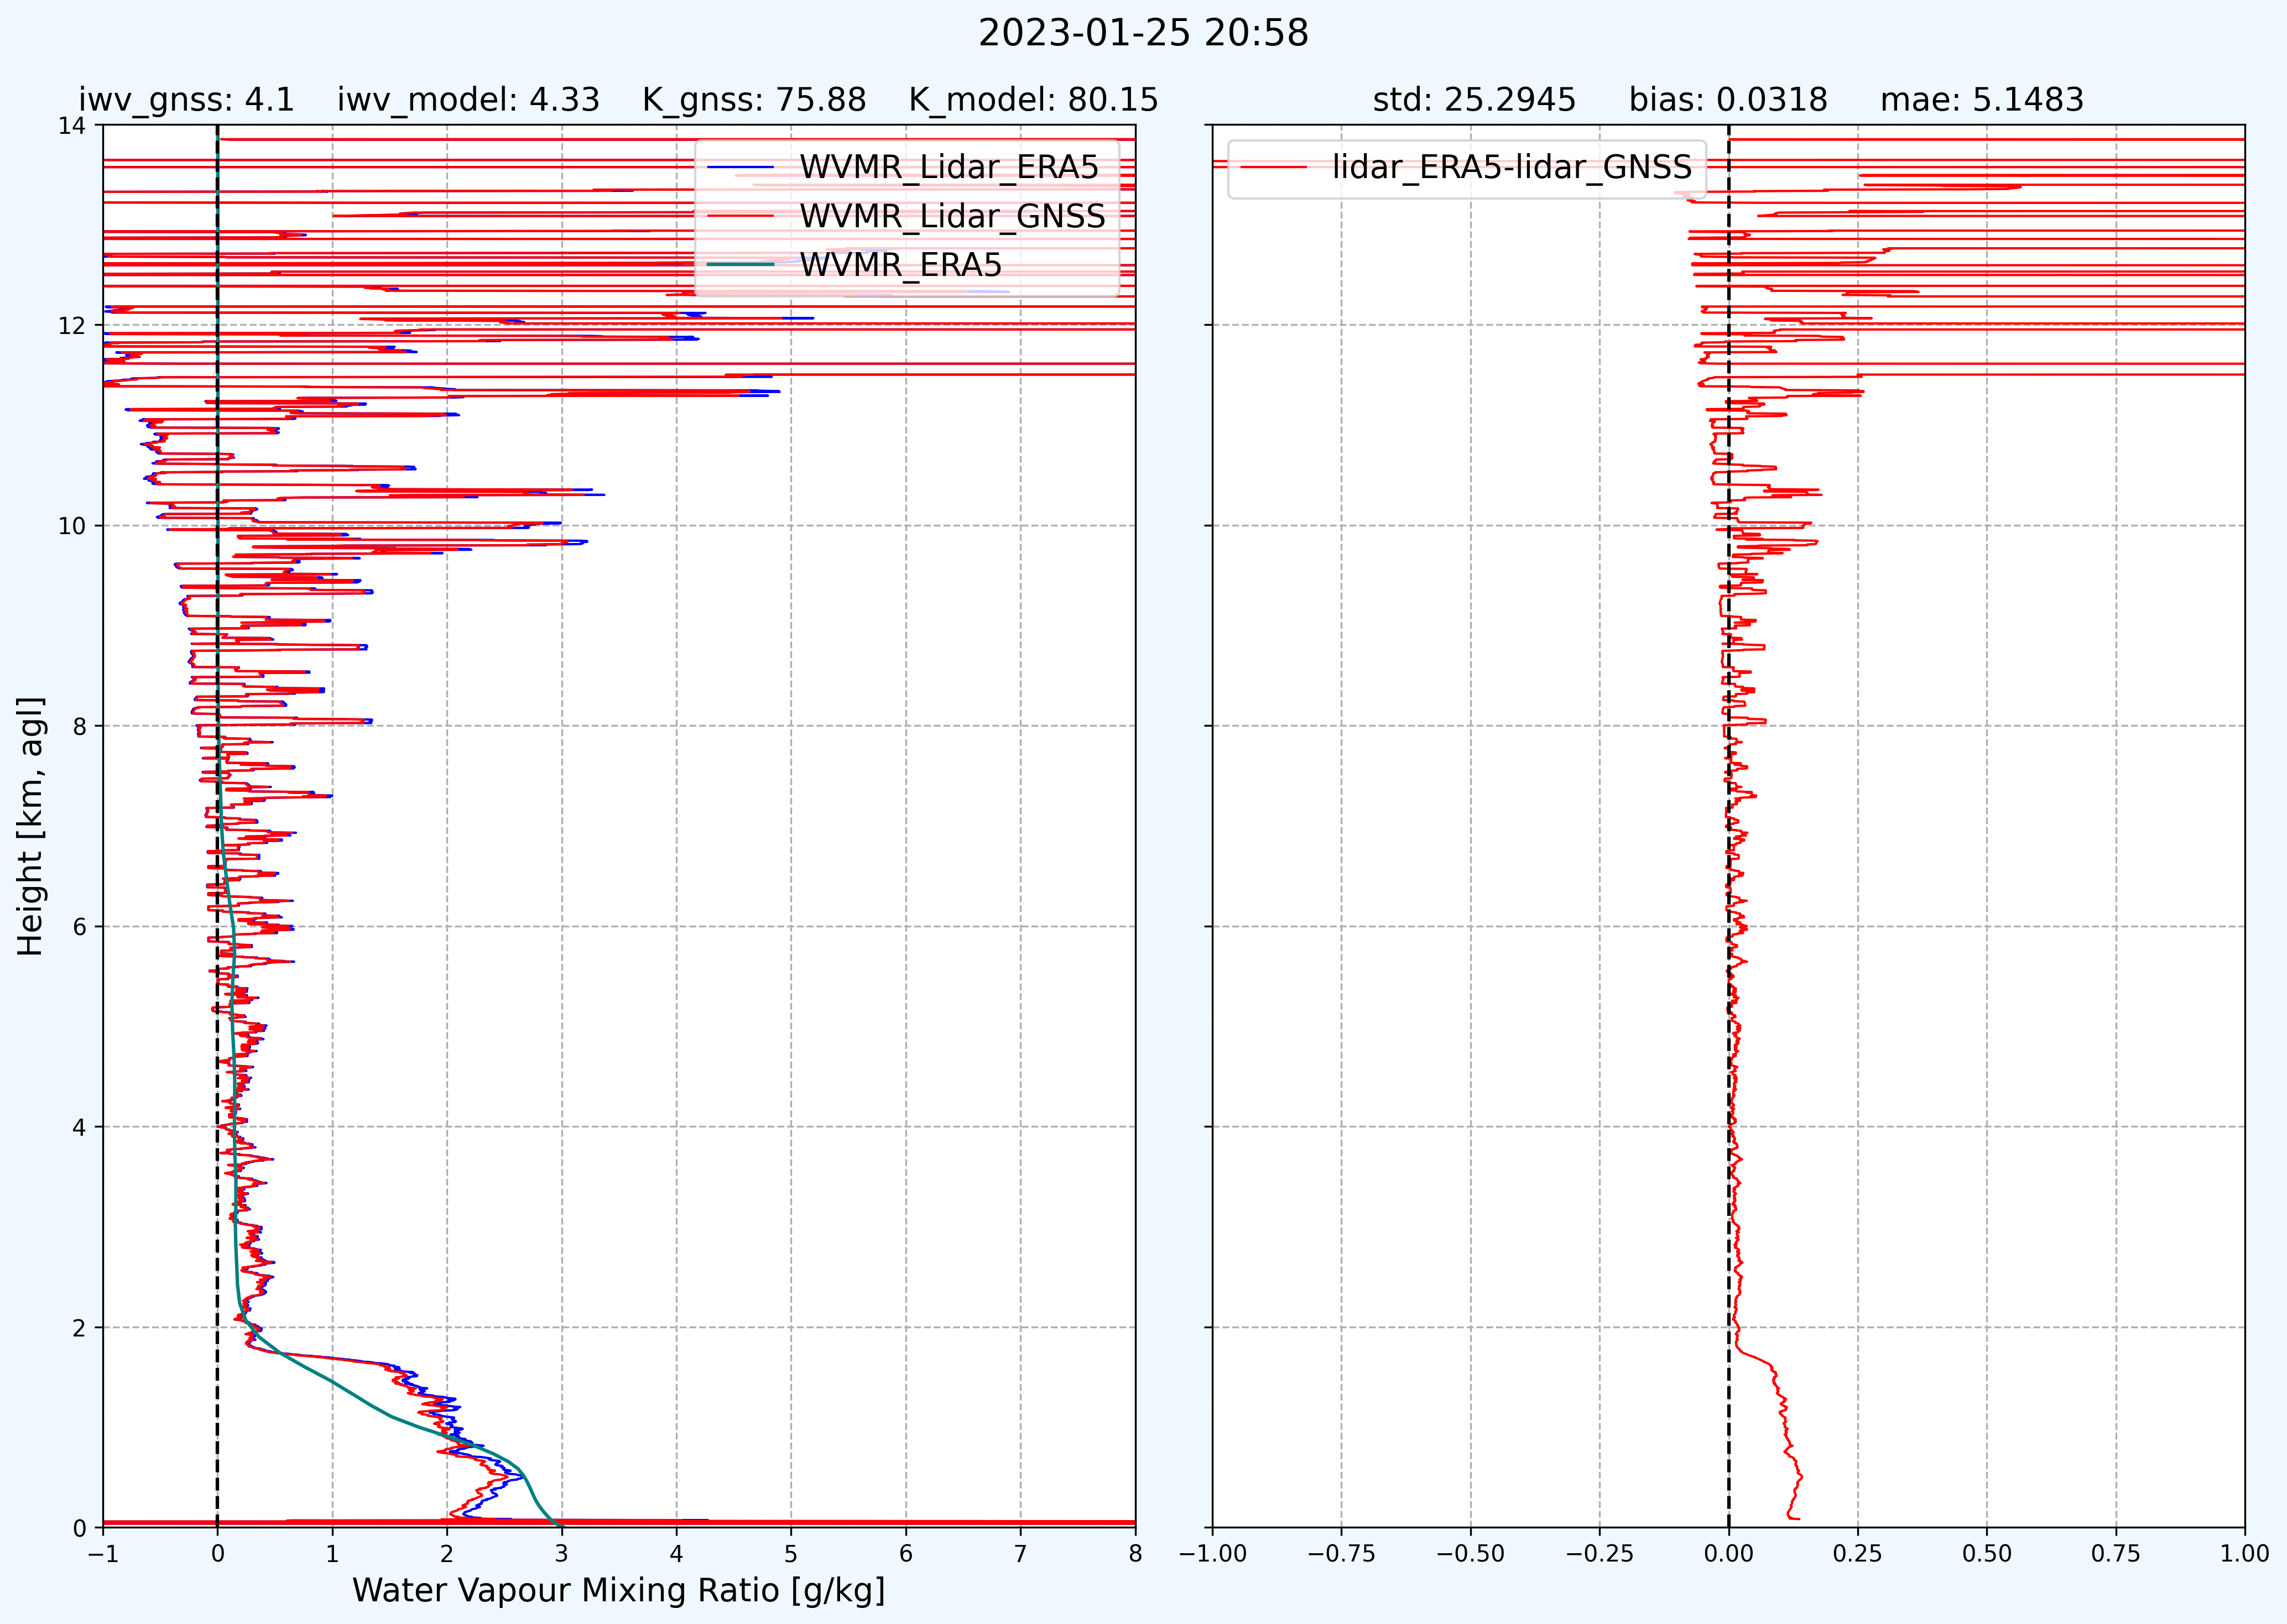 2023-01-25 20:58
iwv_gnss: 4.1 iwv_model: 4.33 K_gnss: 75.88 K_model: 80.15
std: 25.2945 bias: 0.0318 mae: 5.1483
WVMR_Lidar_ERA5
WVMR_Lidar_GNSS
WVMR_ERA5
lidar_ERA5-lidar_GNSS
Height [km, agl]
14
12
10
8
6
4
2
0
−1 0 1 2 3 4 5 6 7 8
Water Vapour Mixing Ratio [g/kg]
−1.00 −0.75 −0.50 −0.25 0.00 0.25 0.50 0.75 1.00